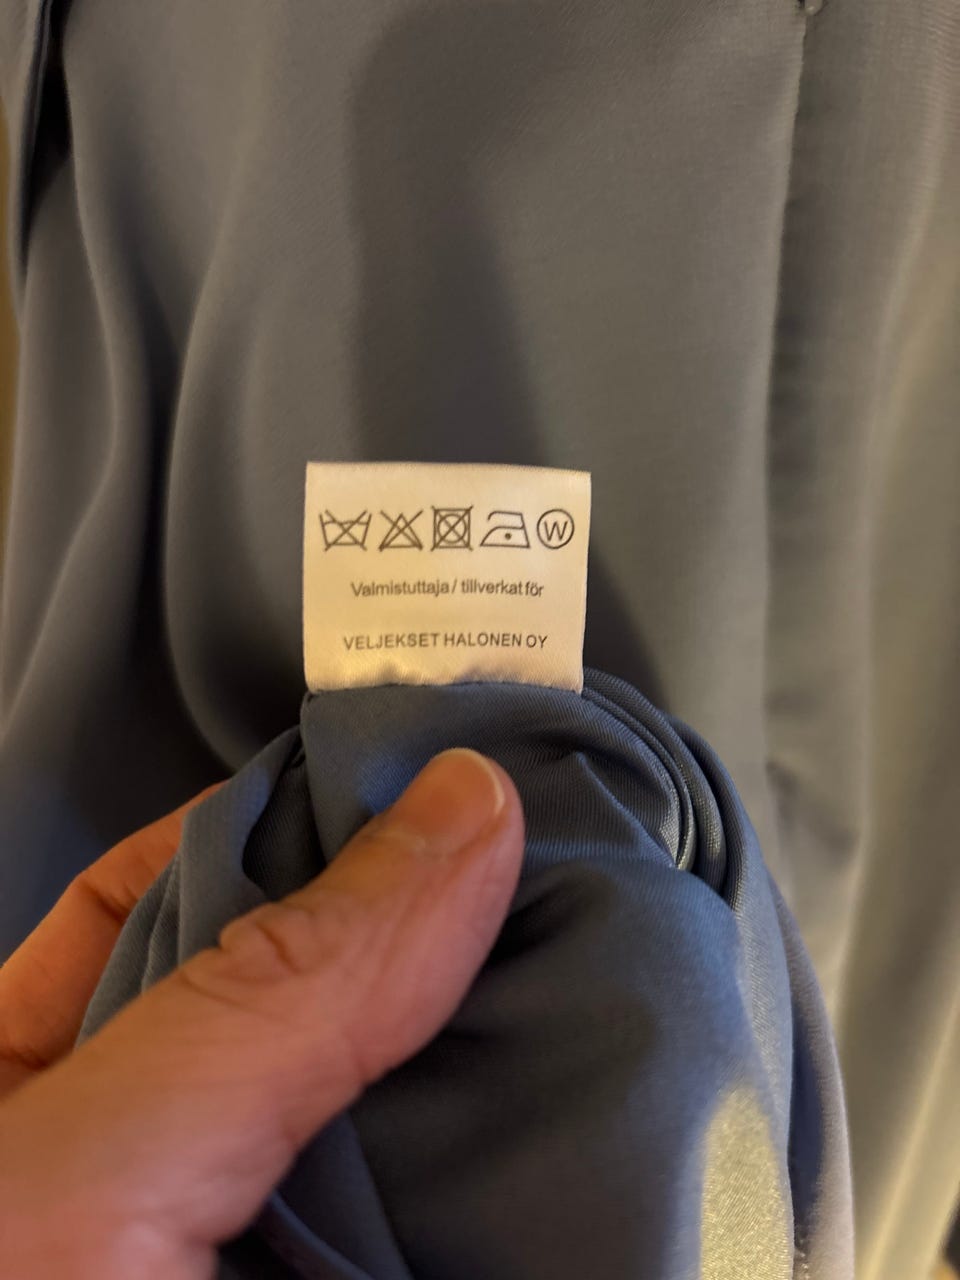 W
Valmistuttaja / tillverkat för
VELJEKSET HALONEN OY